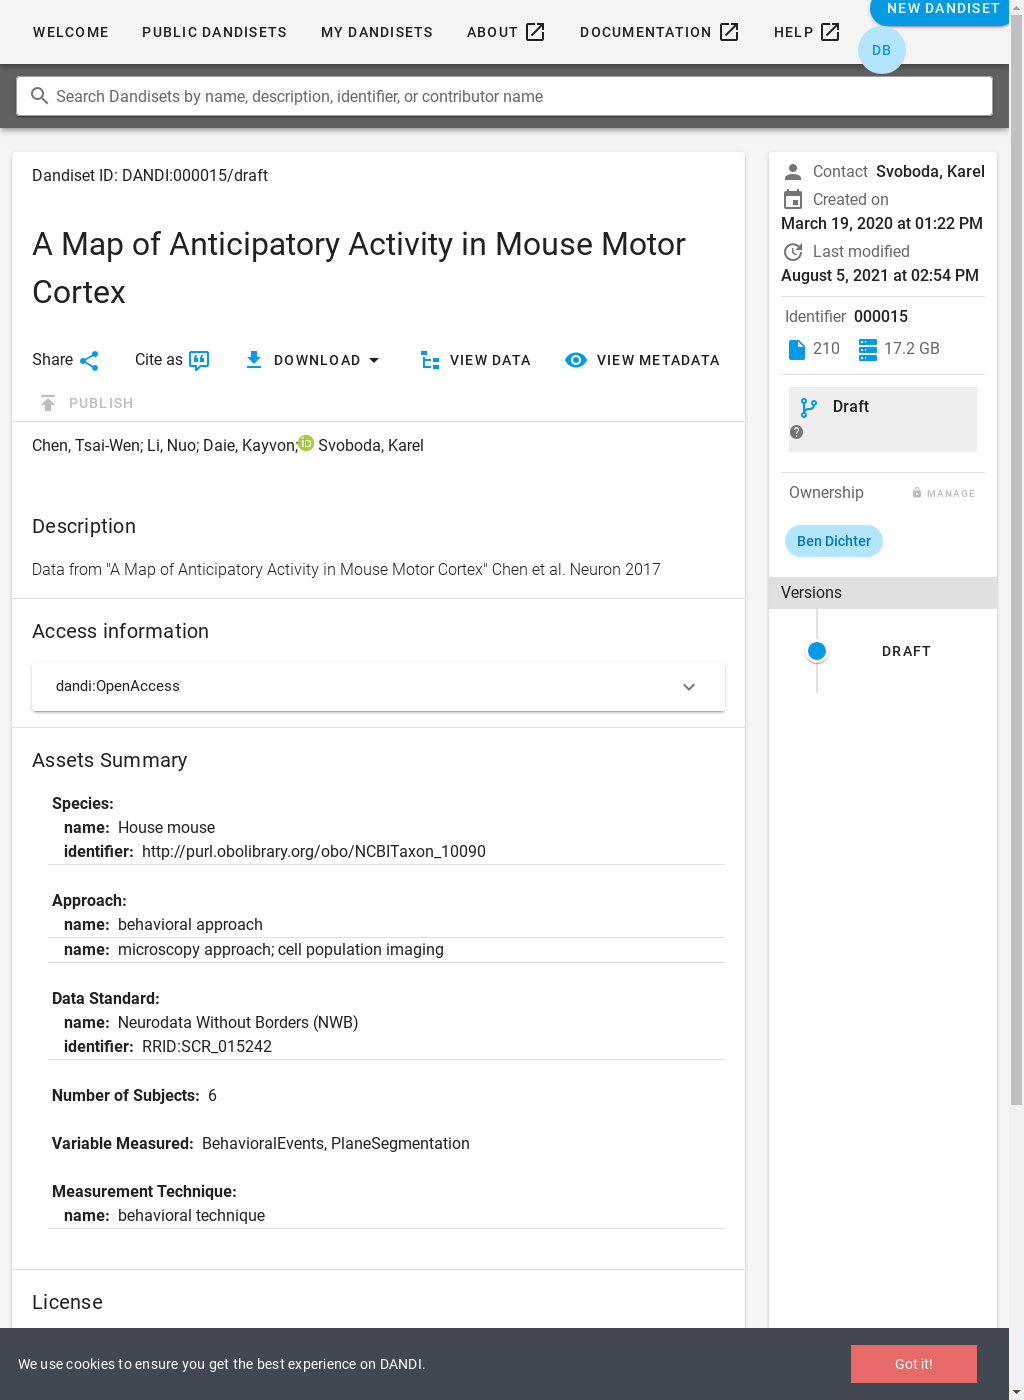 WELCOME PUBLIC DANDISETS MY DANDISETS ABOUT DOCUMENTATION HELP NEW DANDISET
DB
Search Dandisets by name, description, identifier, or contributor name
Dandiset ID: DANDI:000015/draft
A Map of Anticipatory Activity in Mouse Motor
Cortex
Share Cite as DOWNLOAD VIEW DATA VIEW METADATA
PUBLISH
Chen, Tsai-Wen; Li, Nuo; Daie, Kayvon; iD Svoboda, Karel
Description
Data from "A Map of Anticipatory Activity in Mouse Motor Cortex" Chen et al. Neuron 2017
Access information
dandi:OpenAccess
Assets Summary
Species:
name: House mouse
identifier: http://purl.obolibrary.org/obo/NCBITaxon_10090
Approach:
name: behavioral approach
name: microscopy approach; cell population imaging
Data Standard:
name: Neurodata Without Borders (NWB)
identifier: RRID:SCR_015242
Number of Subjects: 6
Variable Measured: BehavioralEvents, PlaneSegmentation
Measurement Technique:
name: behavioral technique
License
Contact Svoboda, Karel
Created on
March 19, 2020 at 01:22 PM
Last modified
August 5, 2021 at 02:54 PM
Identifier 000015
210 17.2 GB
Draft
Ownership MANAGE
Ben Dichter
Versions
DRAFT
We use cookies to ensure you get the best experience on DANDI.
Got it!